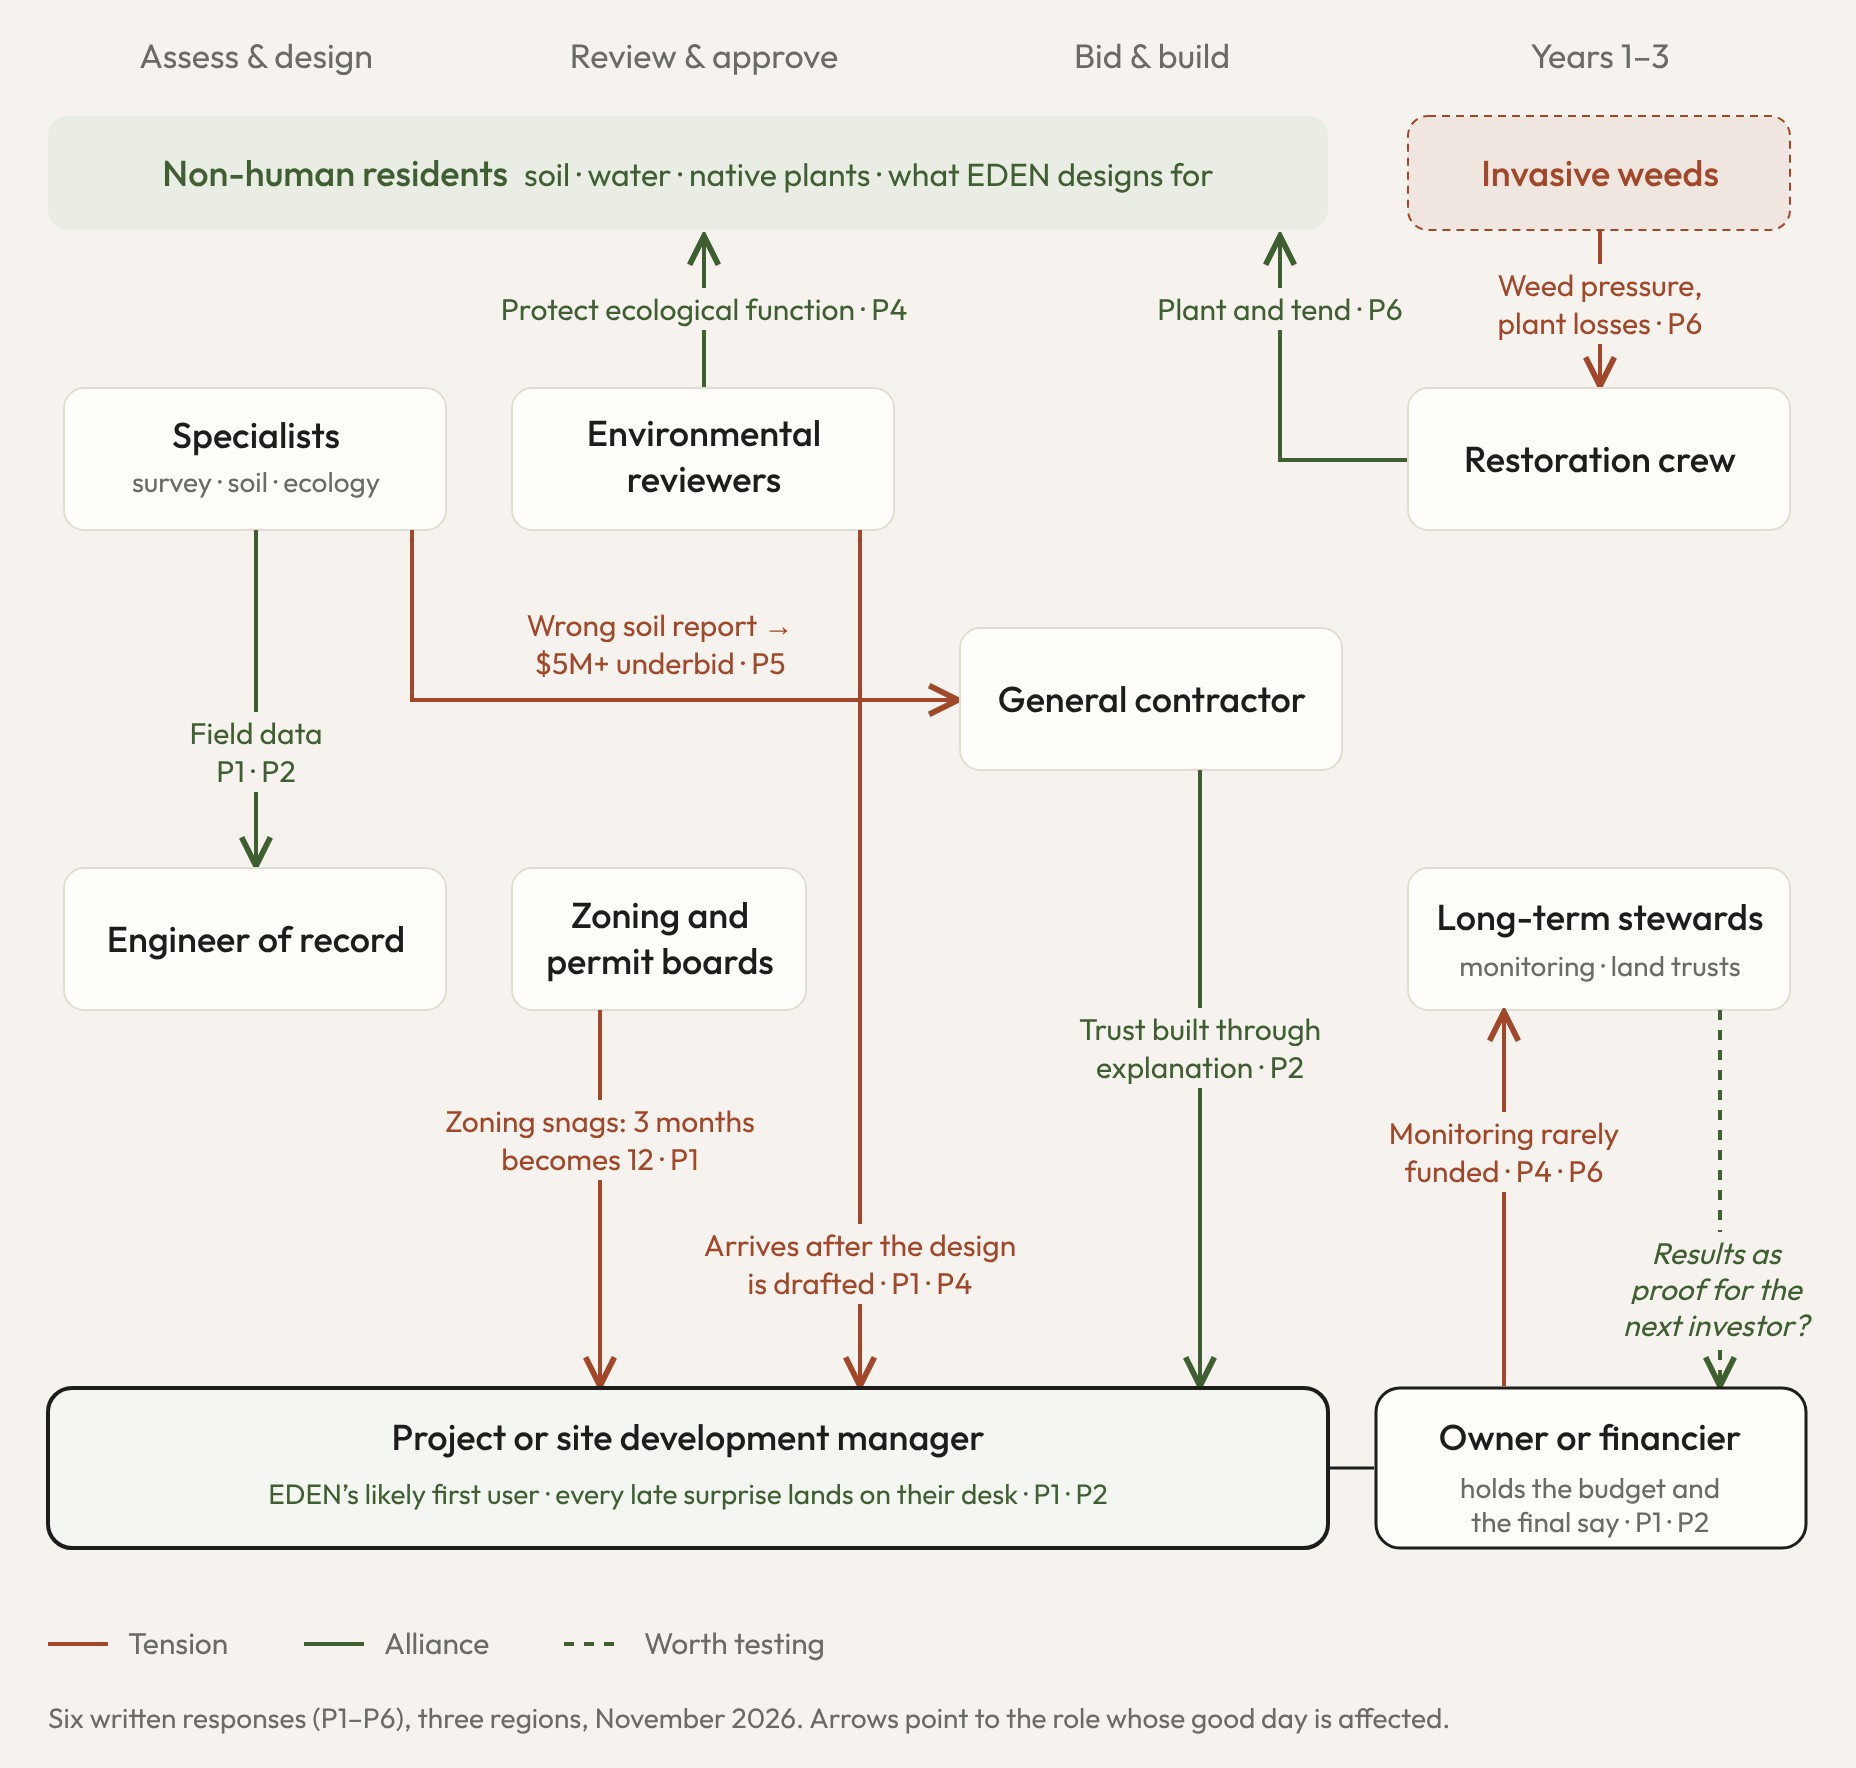 Assess & design
Review & approve
Bid & build
Years 1–3
Non-human residents soil · water · native plants · what EDEN designs for
Invasive weeds
Protect ecological function · P4
Plant and tend · P6
Weed pressure,
plant losses · P6
Specialists
survey · soil · ecology
Environmental
reviewers
Restoration crew
Wrong soil report →
$5M+ underbid · P5
General contractor
Field data
P1 · P2
Engineer of record
Zoning and
permit boards
Long-term stewards
monitoring · land trusts
Trust built through
explanation · P2
Zoning snags: 3 months
becomes 12 · P1
Monitoring rarely
funded · P4 · P6
Arrives after the design
is drafted · P1 · P4
Results as
proof for the
next investor?
Project or site development manager
EDEN’s likely first user · every late surprise lands on their desk · P1 · P2
Owner or financier
holds the budget and
the final say · P1 · P2
Tension
Alliance
Worth testing
Six written responses (P1–P6), three regions, November 2026. Arrows point to the role whose good day is affected.